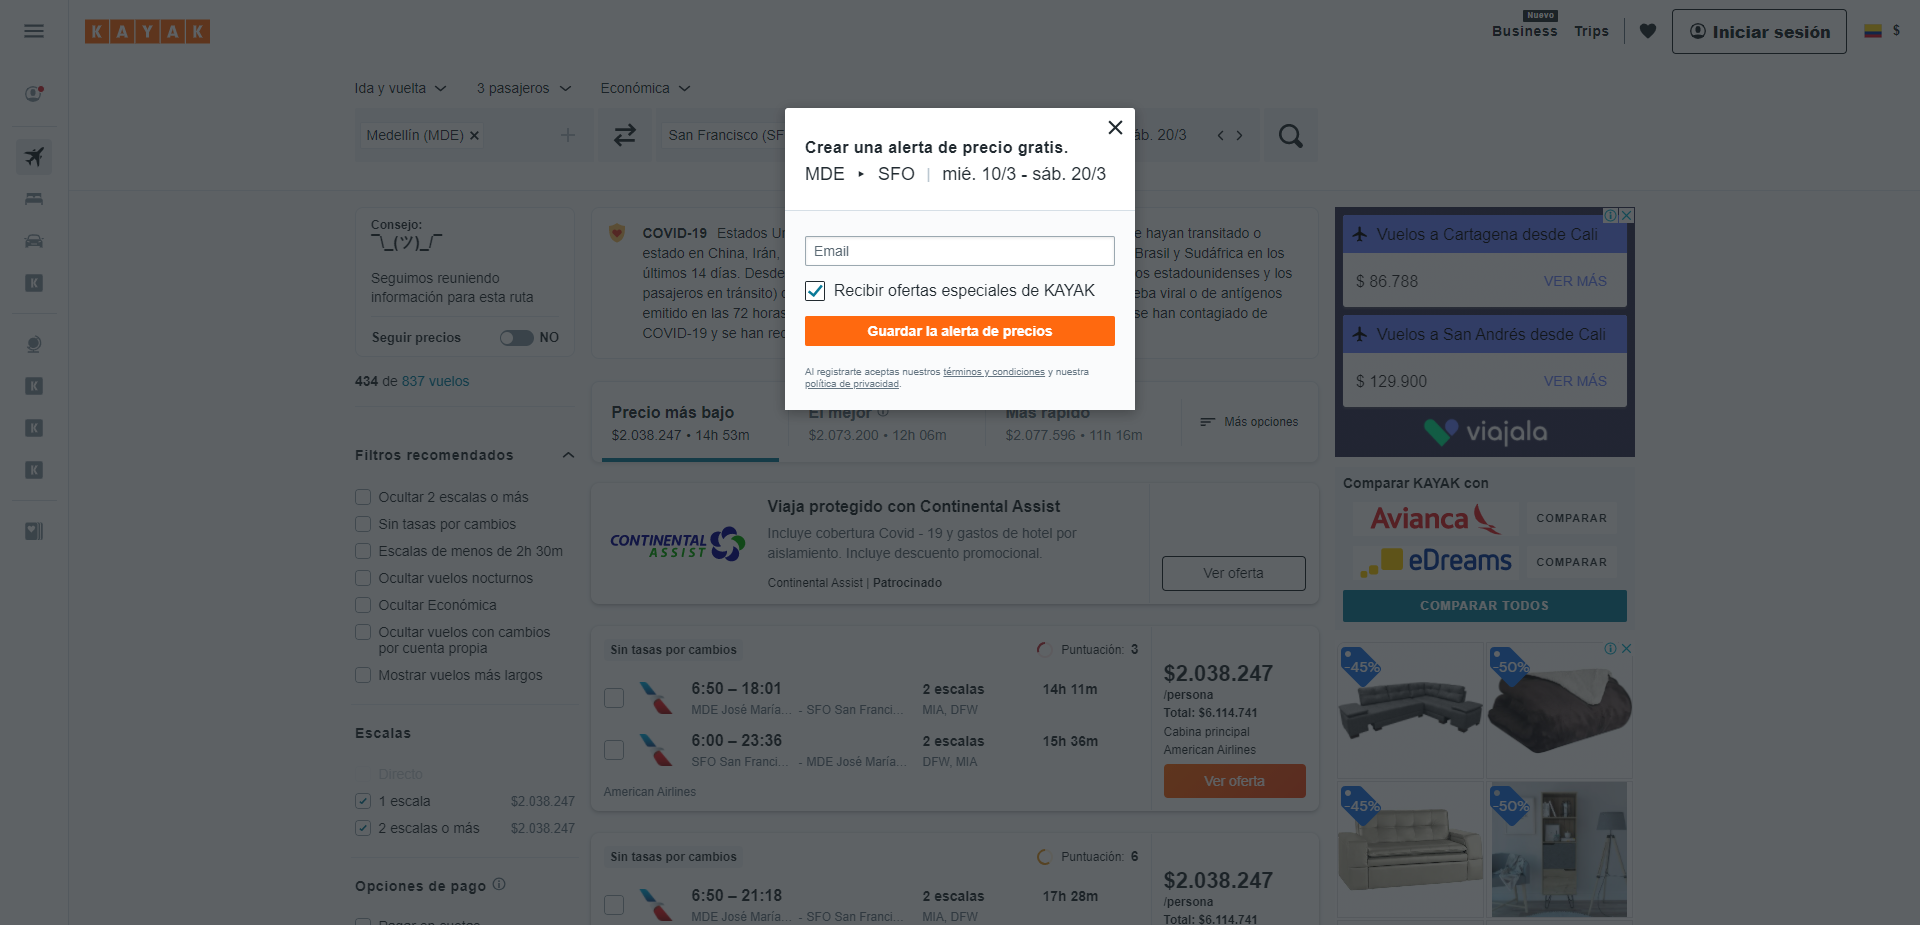 KAYAK
Nuevo
Business
Trips
Iniciar sesión
$
Ida y vuelta
3 pasajeros
Económica
Medellín (MDE)
San Francisco (SF
áb. 20/3
Crear una alerta de precio gratis.
MDE ▸ SFO | mié. 10/3 - sáb. 20/3
Email
Recibir ofertas especiales de KAYAK
Guardar la alerta de precios
Al registrarte aceptas nuestros términos y condiciones y nuestra
política de privacidad.
Consejo:
¯\_(ツ)_/¯
Seguimos reuniendo
información para esta ruta
Seguir precios
NO
434 de 837 vuelos
Filtros recomendados
Ocultar 2 escalas o más
Sin tasas por cambios
Escalas de menos de 2h 30m
Ocultar vuelos nocturnos
Ocultar Económica
Ocultar vuelos con cambios
por cuenta propia
Mostrar vuelos más largos
Escalas
Directo
1 escala $2.038.247
2 escalas o más $2.038.247
Opciones de pago
Pagar en cuotas
COVID-19 Estados Un
e hayan transitado o
estado en China, Irán,
Brasil y Sudáfrica en los
últimos 14 días. Desde
os estadounidenses y los
pasajeros en tránsito) d
eba viral o de antígenos
emitido en las 72 horas
se han contagiado de
COVID-19 y se han rec
Precio más bajo
$2.038.247 • 14h 53m
El mejor
$2.073.200 • 12h 06m
Más rápido
$2.077.596 • 11h 16m
Más opciones
CONTINENTAL
ASSIST
Viaja protegido con Continental Assist
Incluye cobertura Covid - 19 y gastos de hotel por
aislamiento. Incluye descuento promocional.
Continental Assist | Patrocinado
Ver oferta
Sin tasas por cambios
Puntuación: 3
6:50 – 18:01
MDE José María... - SFO San Franci...
2 escalas
MIA, DFW
14h 11m
6:00 – 23:36
SFO San Franci... - MDE José María...
2 escalas
DFW, MIA
15h 36m
American Airlines
$2.038.247
/persona
Total: $6.114.741
Cabina principal
American Airlines
Ver oferta
Sin tasas por cambios
Puntuación: 6
6:50 – 21:18
MDE José María... - SFO San Franci...
2 escalas
MIA, DFW
17h 28m
$2.038.247
/persona
Total: $6.114.741
Vuelos a Cartagena desde Cali
$ 86.788
VER MÁS
Vuelos a San Andrés desde Cali
$ 129.900
VER MÁS
viajala
Comparar KAYAK con
Avianca
COMPARAR
eDreams
COMPARAR
COMPARAR TODOS
-45%
-50%
-45%
-50%